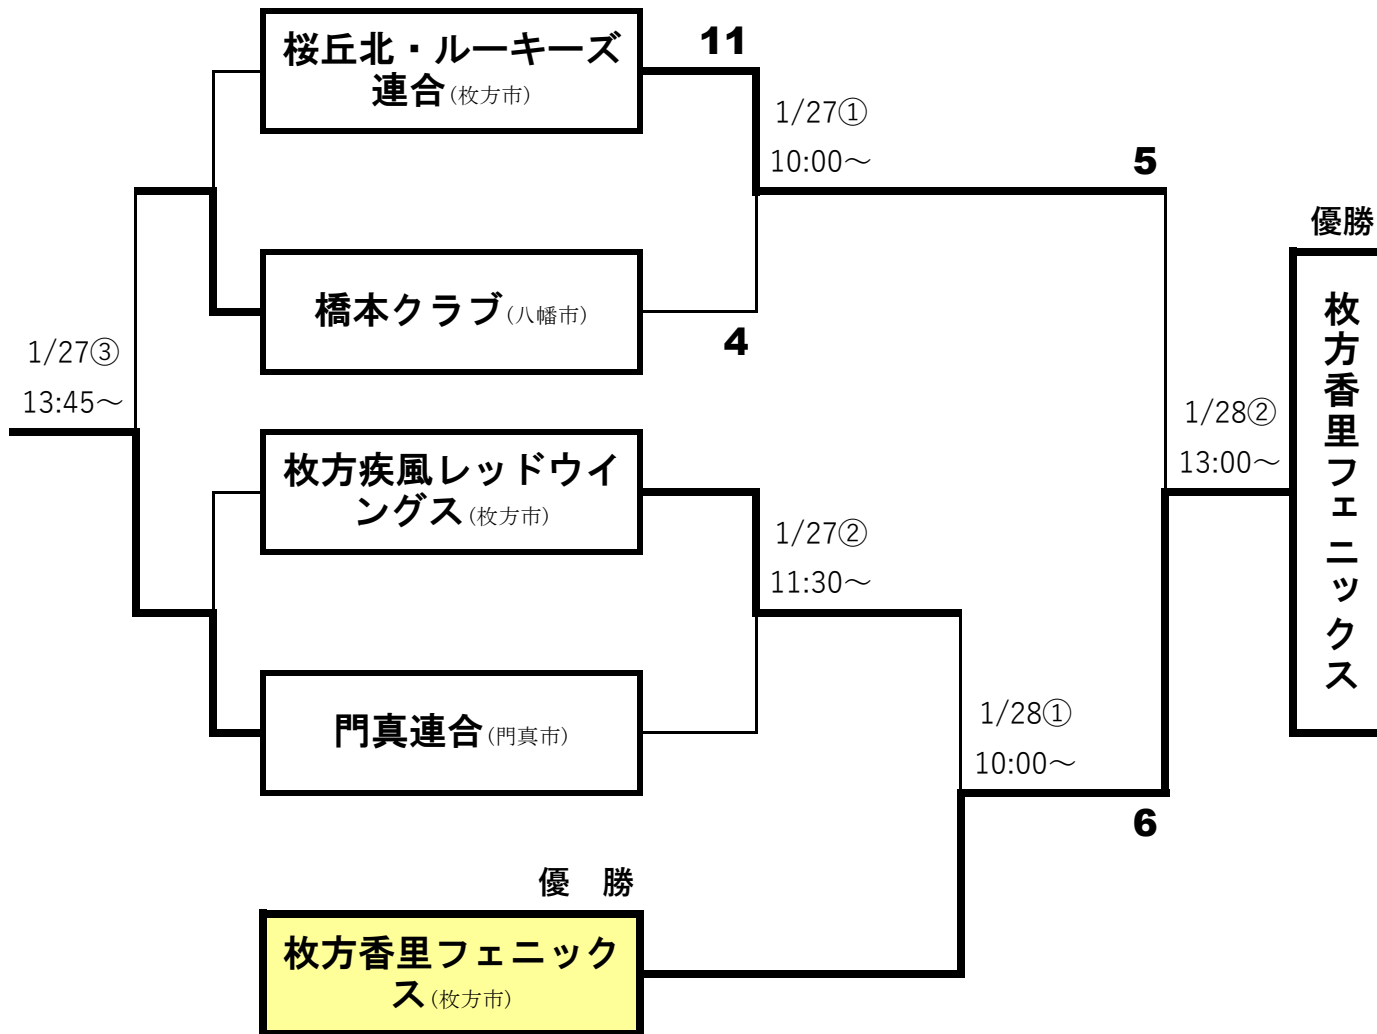 桜丘北・ルーキーズ
連合(枚方市)
11
1/27①
10:00～
5
優勝
橋本クラブ(八幡市)
4
1/27③
13:45～
枚方香里フェニックス
1/28②
13:00～
枚方疾風レッドウイ
ングス(枚方市)
1/27②
11:30～
門真連合(門真市)
1/28①
10:00～
6
優　勝
枚方香里フェニック
ス(枚方市)